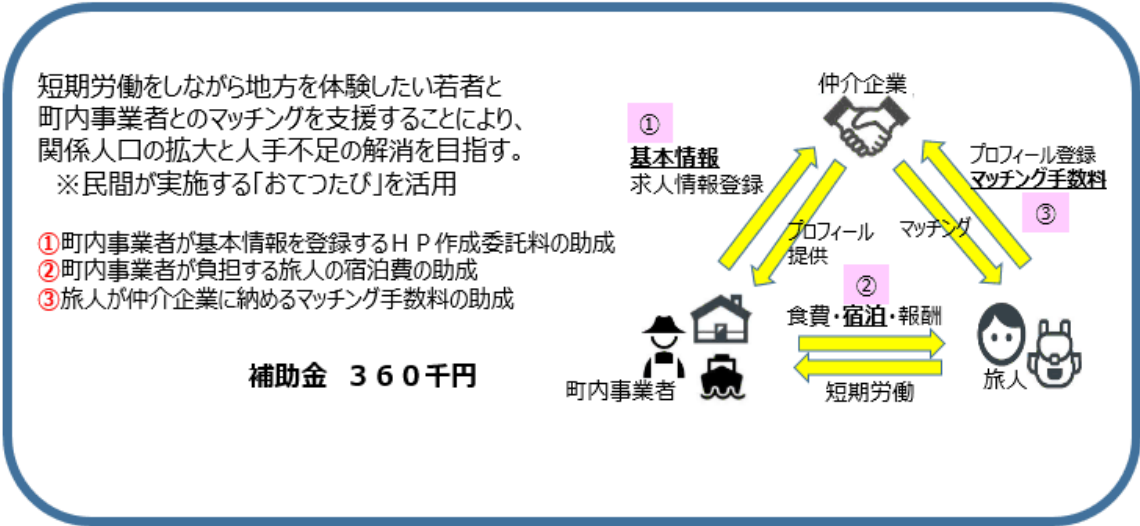 短期労働をしながら地方を体験したい若者と
町内事業者とのマッチングを支援することにより、
関係人口の拡大と人手不足の解消を目指す。
※民間が実施する「おてつたび」を活用
①町内事業者が基本情報を登録するＨＰ作成委託料の助成
②町内事業者が負担する旅人の宿泊費の助成
③旅人が仲介企業に納めるマッチング手数料の助成
補助金　３６０千円
仲介企業
①
基本情報
求人情報登録
プロフィール登録
マッチング手数料
③
プロフィール
提供
マッチング
②
食費・宿泊・報酬
町内事業者
短期労働
旅人